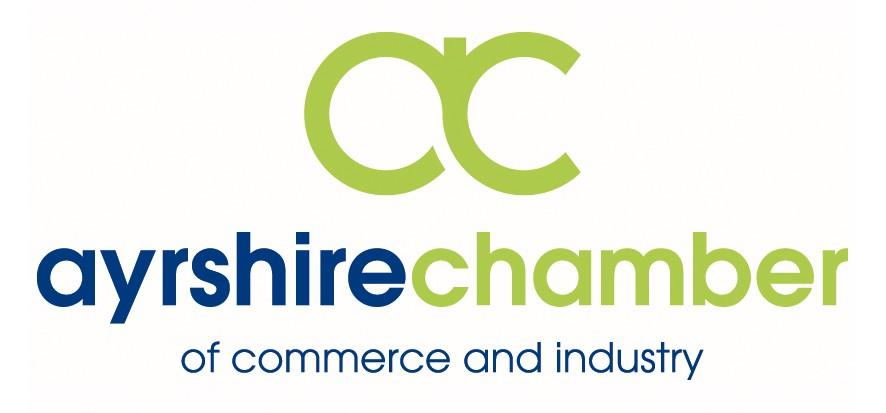 ac
ayrshirechamber
of commerce and industry